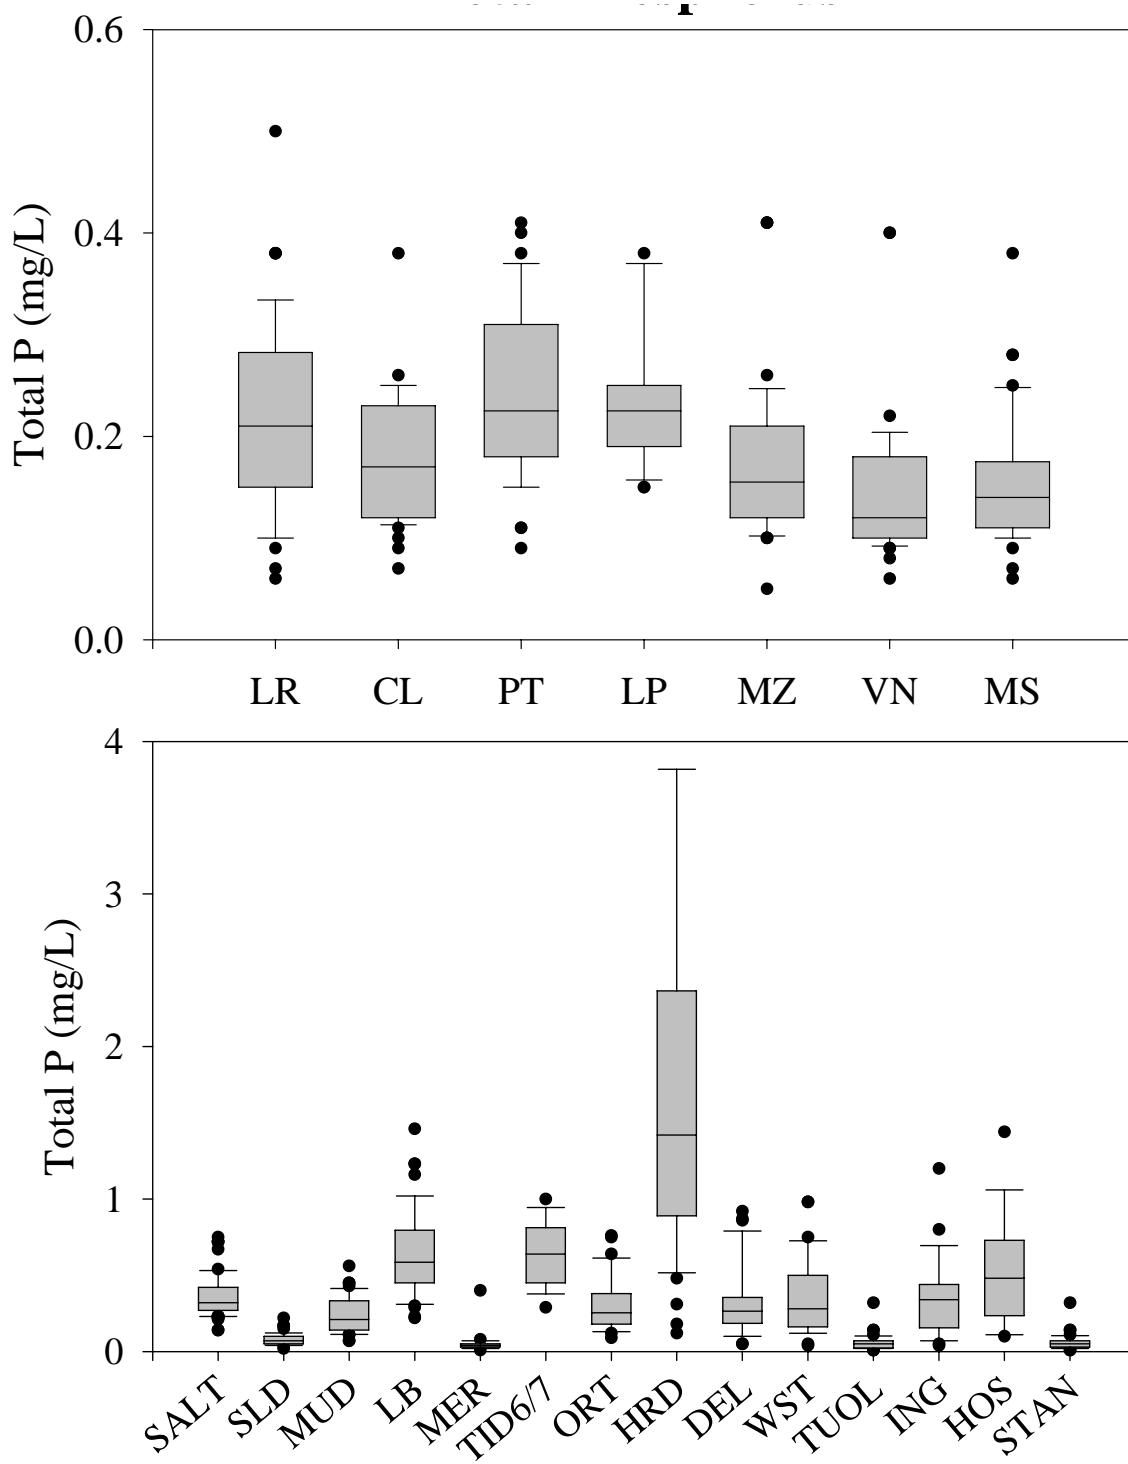 0.6
0.4
0.2
0.0
Total P (mg/L)
LR CL PT LP MZ VN MS
4
3
2
1
0
Total P (mg/L)
SALT SLD MUD LB MER TID6/7 ORT HRD DEL WST TUOL ING HOS STAN